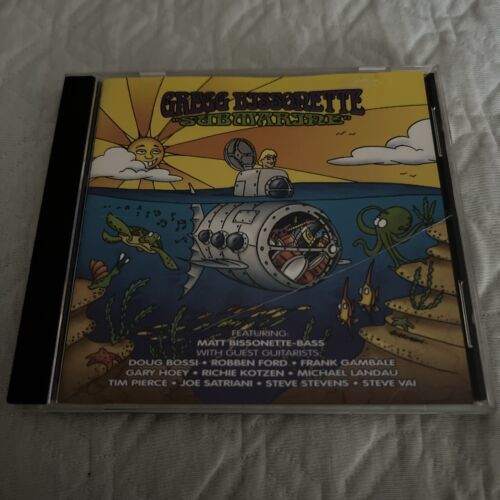 GREGG BISSONETTE
"SUBMARINE"
FEATURING:
MATT BISSONETTE-BASS
WITH GUEST GUITARISTS:
DOUG BOSSI • ROBBEN FORD • FRANK GAMBALE
GARY HOEY • RICHIE KOTZEN • MICHAEL LANDAU
TIM PIERCE • JOE SATRIANI • STEVE STEVENS • STEVE VAI